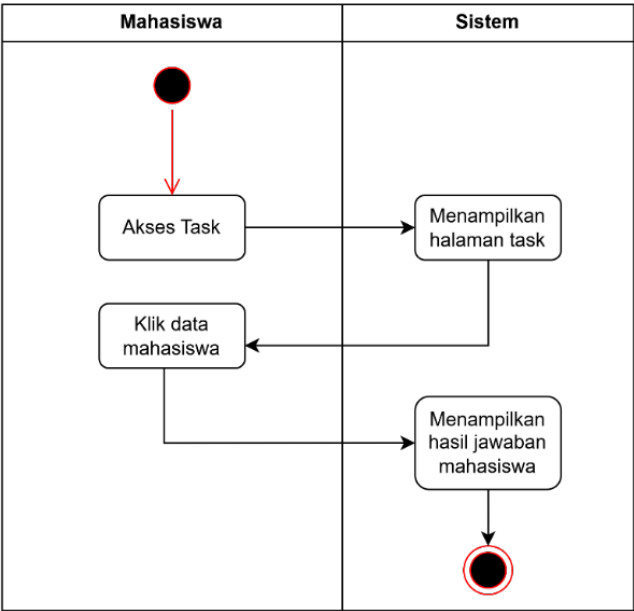 Mahasiswa
Sistem
Akses Task
Menampilkan
halaman task
Klik data
mahasiswa
Menampilkan
hasil jawaban
mahasiswa